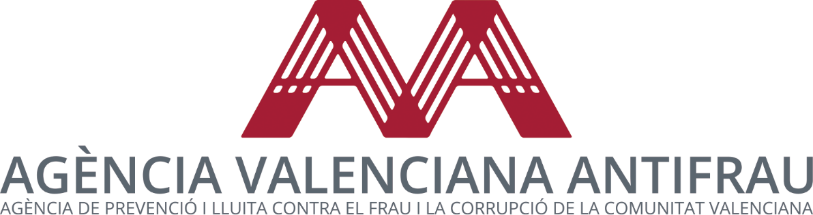 AGÈNCIA VALENCIANA ANTIFRAU
AGÈNCIA DE PREVENCIÓ I LLUITA CONTRA EL FRAU I LA CORRUPCIÓ DE LA COMUNITAT VALENCIANA